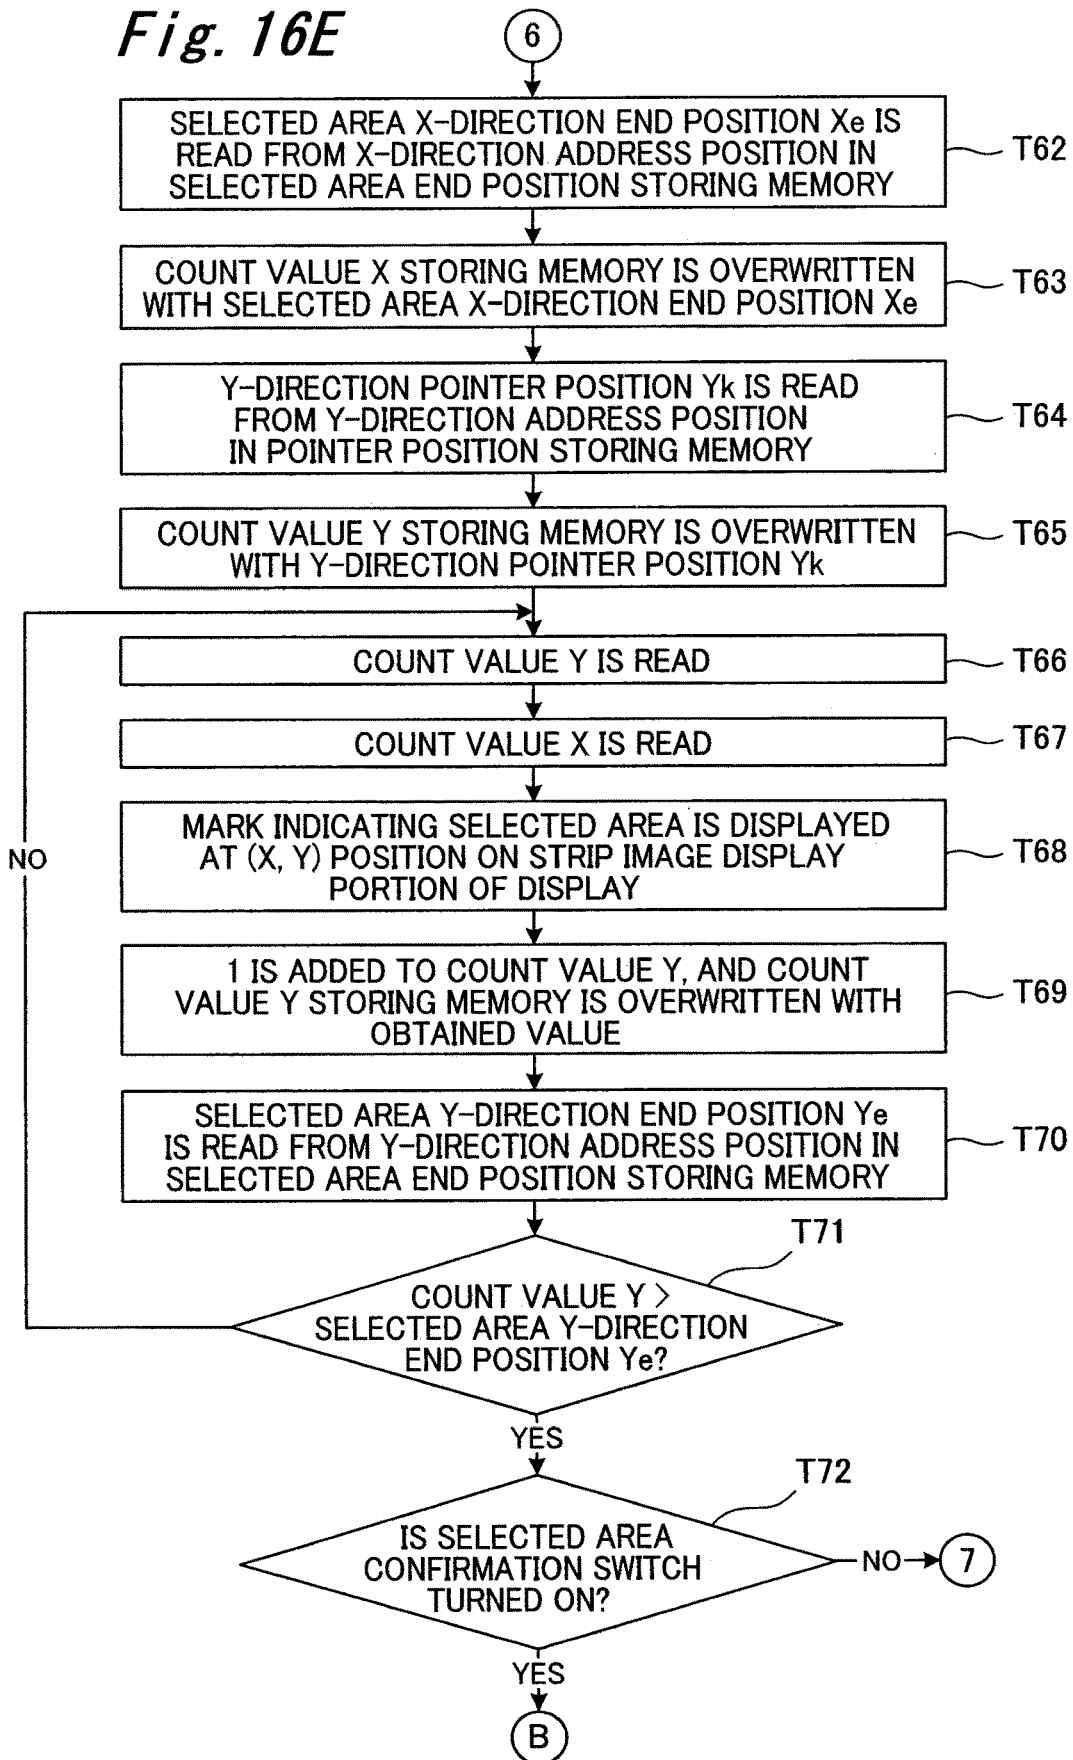 Fig. 16E
6
SELECTED AREA X-DIRECTION END POSITION Xe IS
READ FROM X-DIRECTION ADDRESS POSITION IN
SELECTED AREA END POSITION STORING MEMORY
T62
COUNT VALUE X STORING MEMORY IS OVERWRITTEN
WITH SELECTED AREA X-DIRECTION END POSITION Xe
T63
Y-DIRECTION POINTER POSITION Yk IS READ
FROM Y-DIRECTION ADDRESS POSITION
IN POINTER POSITION STORING MEMORY
T64
COUNT VALUE Y STORING MEMORY IS OVERWRITTEN
WITH Y-DIRECTION POINTER POSITION Yk
T65
COUNT VALUE Y IS READ
T66
COUNT VALUE X IS READ
T67
MARK INDICATING SELECTED AREA IS DISPLAYED
AT (X, Y) POSITION ON STRIP IMAGE DISPLAY
PORTION OF DISPLAY
T68
NO
1 IS ADDED TO COUNT VALUE Y, AND COUNT
VALUE Y STORING MEMORY IS OVERWRITTEN WITH
OBTAINED VALUE
T69
SELECTED AREA Y-DIRECTION END POSITION Ye
IS READ FROM Y-DIRECTION ADDRESS POSITION IN
SELECTED AREA END POSITION STORING MEMORY
T70
T71
COUNT VALUE Y >
SELECTED AREA Y-DIRECTION
END POSITION Ye?
YES
T72
IS SELECTED AREA
CONFIRMATION SWITCH
TURNED ON?
NO
7
YES
B